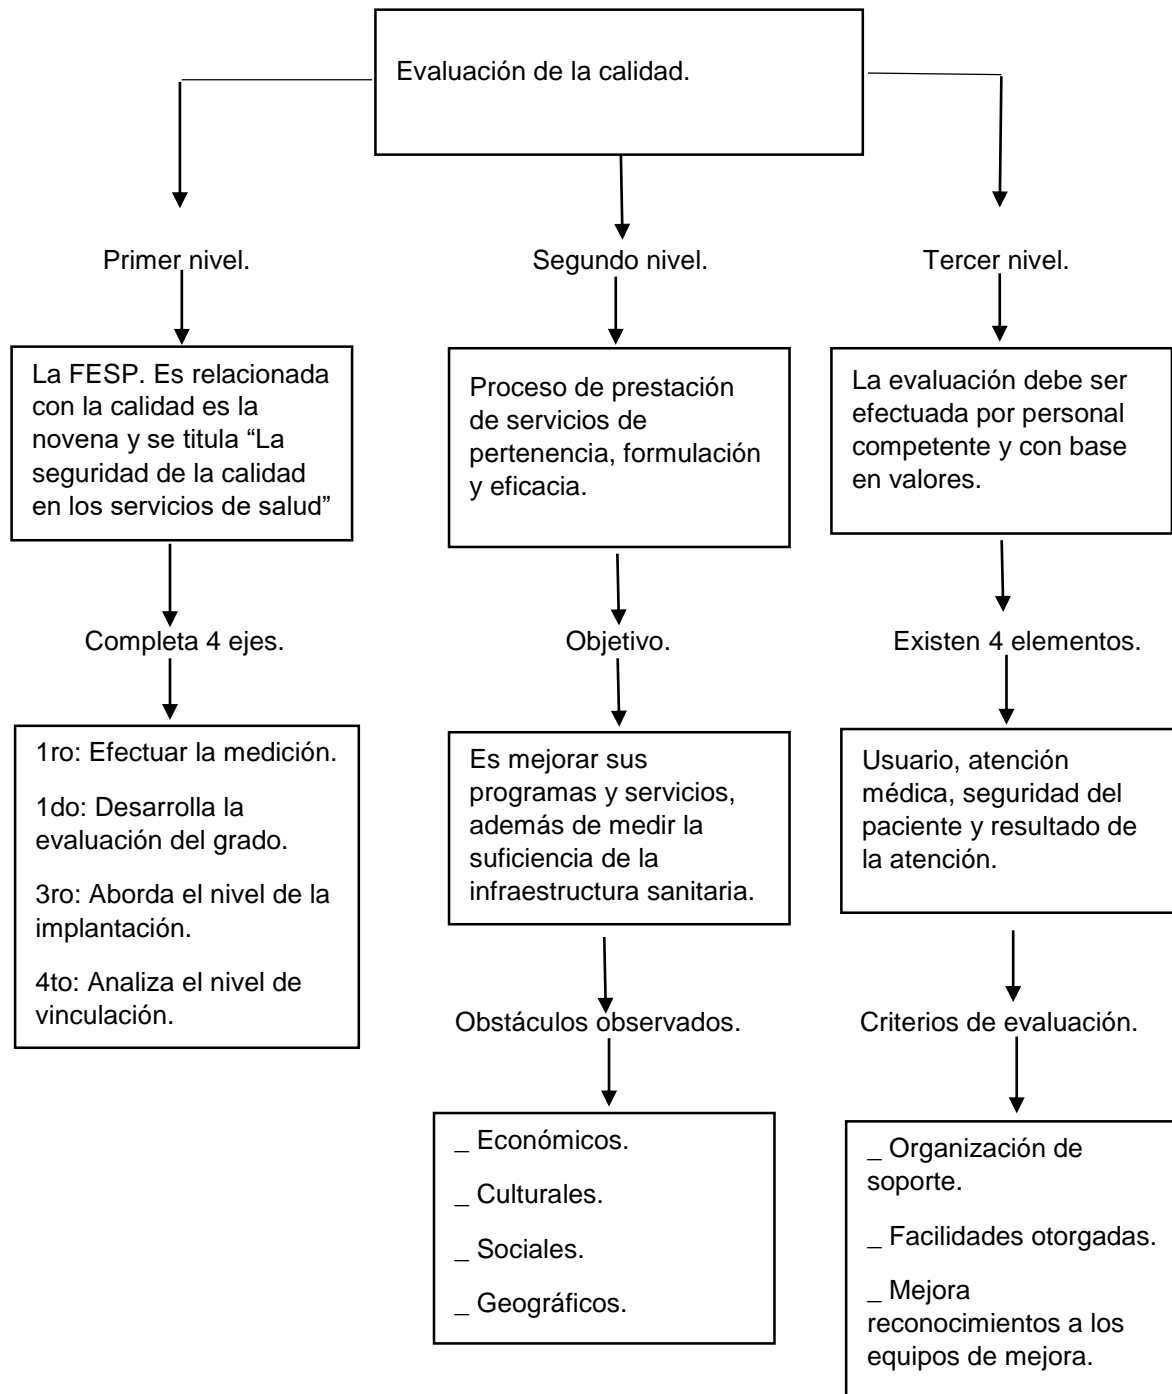 Evaluación de la calidad.
Primer nivel.
Segundo nivel.
Tercer nivel.
La FESP. Es relacionada
con la calidad es la
novena y se titula “La
seguridad de la calidad
en los servicios de salud”
Proceso de prestación
de servicios de
pertenencia, formulación
y eficacia.
La evaluación debe ser
efectuada por personal
competente y con base
en valores.
Completa 4 ejes.
Objetivo.
Existen 4 elementos.
1ro: Efectuar la medición.
1do: Desarrolla la
evaluación del grado.
3ro: Aborda el nivel de la
implantación.
4to: Analiza el nivel de
vinculación.
Es mejorar sus
programas y servicios,
además de medir la
suficiencia de la
infraestructura sanitaria.
Usuario, atención
médica, seguridad del
paciente y resultado de
la atención.
Obstáculos observados.
Criterios de evaluación.
_ Económicos.
_ Culturales.
_ Sociales.
_ Geográficos.
_ Organización de
soporte.
_ Facilidades otorgadas.
_ Mejora
reconocimientos a los
equipos de mejora.